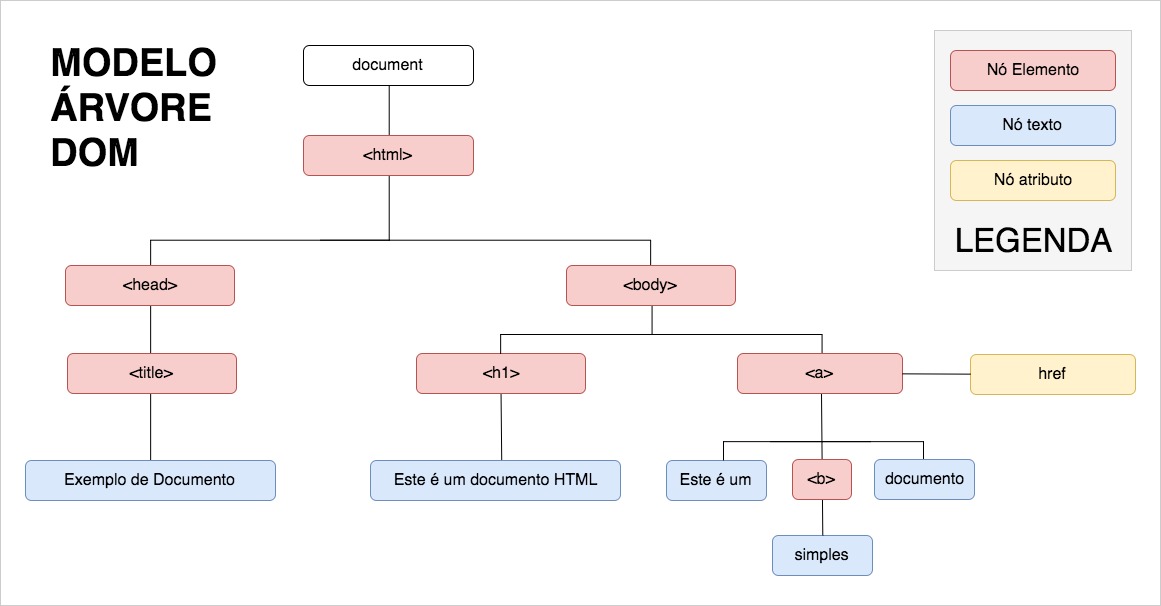 MODELO
ÁRVORE
DOM
document
<html>
<head>
<body>
<title>
<h1>
<a>
href
Exemplo de Documento
Este é um documento HTML
Este é um
<b>
documento
simples
Nó Elemento
Nó texto
Nó atributo
LEGENDA